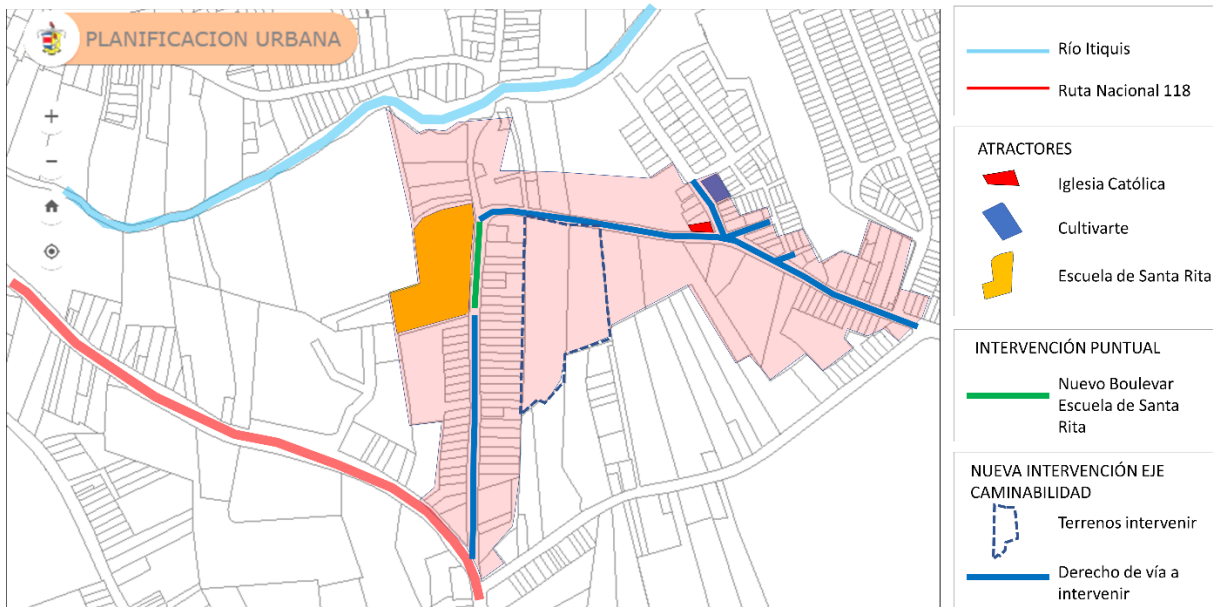 PLANIFICACION URBANA
+
−
Río Itiquis
Ruta Nacional 118
ATRACTORES
Iglesia Católica
Cultivarte
Escuela de Santa Rita
INTERVENCIÓN PUNTUAL
Nuevo Boulevar
Escuela de Santa
Rita
NUEVA INTERVENCIÓN EJE
CAMINABILIDAD
Terrenos intervenir
Derecho de vía a
intervenir